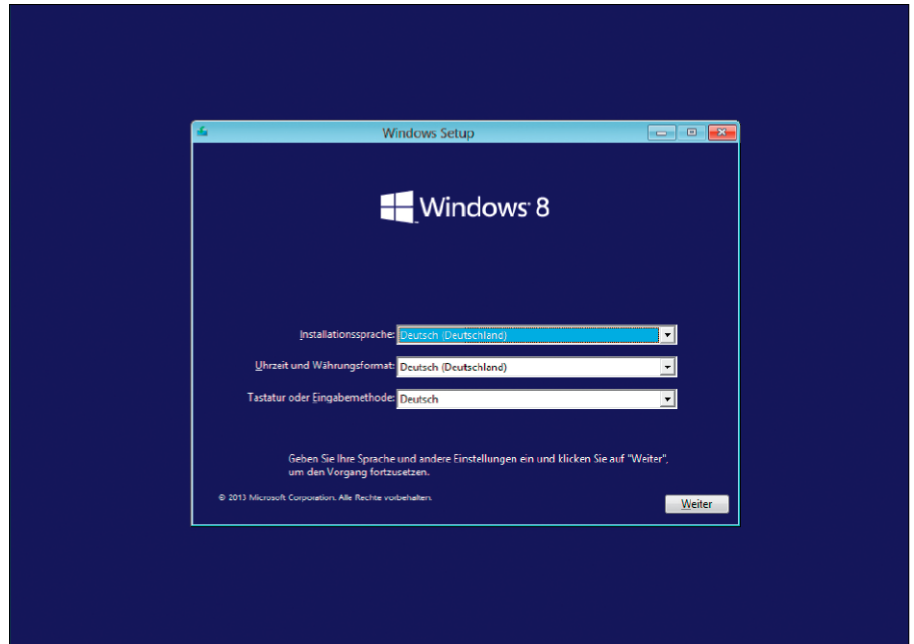 Windows Setup
Windows 8
Installationssprache: Deutsch (Deutschland)
Uhrzeit und Währungsformat: Deutsch (Deutschland)
Tastatur oder Eingabemethode: Deutsch
Geben Sie Ihre Sprache und andere Einstellungen ein und klicken Sie auf "Weiter",
um den Vorgang fortzusetzen.
© 2013 Microsoft Corporation. Alle Rechte vorbehalten.
Weiter